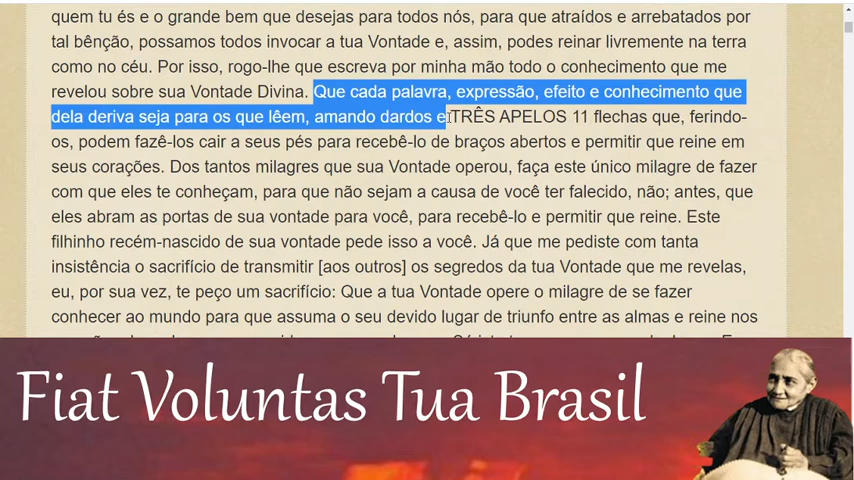 quem tu és e o grande bem que desejas para todos nós, para que atraídos e arrebatados por
tal bênção, possamos todos invocar a tua Vontade e, assim, podes reinar livremente na terra
como no céu. Por isso, rogo-lhe que escreva por minha mão todo o conhecimento que me
revelou sobre sua Vontade Divina. Que cada palavra, expressão, efeito e conhecimento que
dela deriva seja para os que lêem, amando dardos e TRÊS APELOS 11 flechas que, ferindo-
os, podem fazê-los cair a seus pés para recebê-lo de braços abertos e permitir que reine em
seus corações. Dos tantos milagres que sua Vontade operou, faça este único milagre de fazer
com que eles te conheçam, para que não sejam a causa de você ter falecido, não; antes, que
eles abram as portas de sua vontade para você, para recebê-lo e permitir que reine. Este
filhinho recém-nascido de sua vontade pede isso a você. Já que me pediste com tanta
insistência o sacrifício de transmitir [aos outros] os segredos da tua Vontade que me revelas,
eu, por sua vez, te peço um sacrifício: Que a tua Vontade opere o milagre de se fazer
conhecer ao mundo para que assuma o seu devido lugar de triunfo entre as almas e reine nos
Fiat Voluntas Tua Brasil